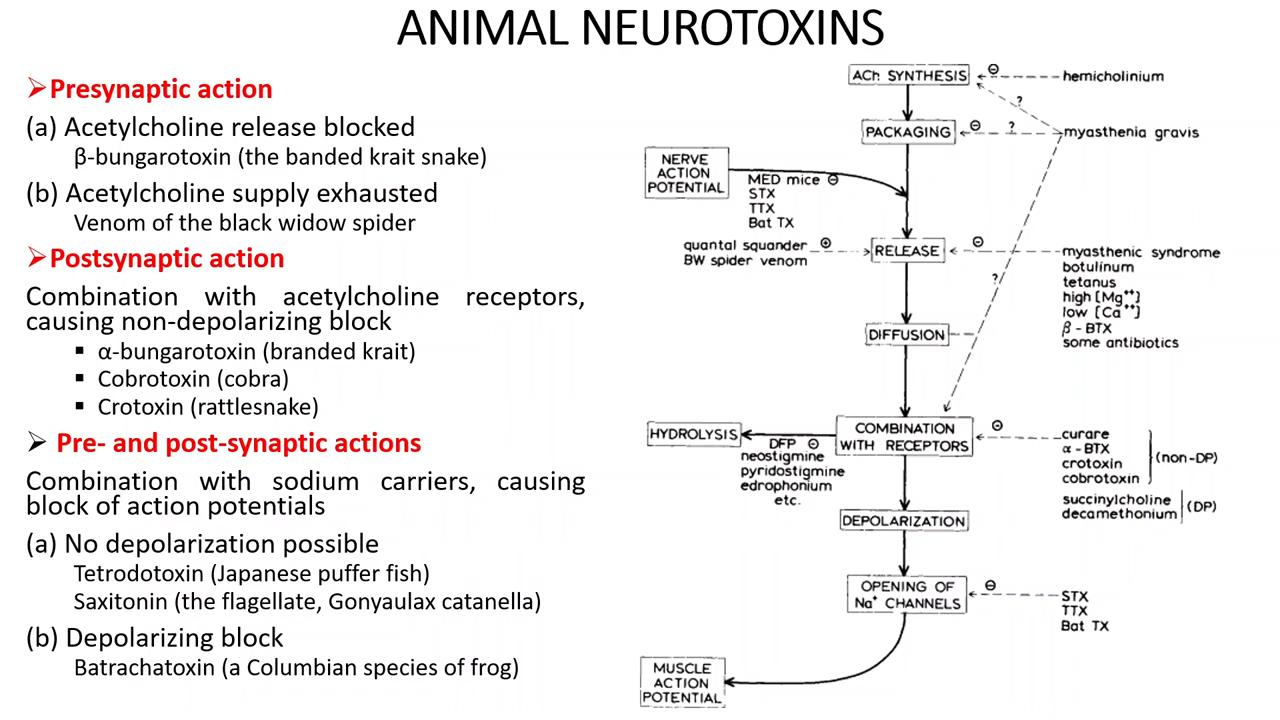 ANIMAL NEUROTOXINS
➢Presynaptic action
(a) Acetylcholine release blocked
β-bungarotoxin (the banded krait snake)
(b) Acetylcholine supply exhausted
Venom of the black widow spider
➢Postsynaptic action
Combination with acetylcholine receptors,
causing non-depolarizing block
▪ α-bungarotoxin (branded krait)
▪ Cobrotoxin (cobra)
▪ Crotoxin (rattlesnake)
➢ Pre- and post-synaptic actions
Combination with sodium carriers, causing
block of action potentials
(a) No depolarization possible
Tetrodotoxin (Japanese puffer fish)
Saxitonin (the flagellate, Gonyaulax catanella)
(b) Depolarizing block
Batrachatoxin (a Columbian species of frog)
ACh SYNTHESIS
⊖
hemicholinium
?
PACKAGING
⊖
?
myasthenia gravis
NERVE
ACTION
POTENTIAL
MED mice ⊖
STX
TTX
Bat TX
quantal squander ⊕
BW spider venom
RELEASE
⊖
myasthenic syndrome
botulinum
tetanus
high [Mg⁺⁺]
low [Ca⁺⁺]
β - BTX
some antibiotics
?
DIFFUSION
HYDROLYSIS
DFP ⊖
neostigmine
pyridostigmine
edrophonium
etc.
COMBINATION
WITH RECEPTORS
⊖
curare
α - BTX
crotoxin
cobrotoxin
(non-DP)
succinylcholine
decamethonium
(DP)
DEPOLARIZATION
OPENING OF
Na⁺ CHANNELS
⊖
STX
TTX
Bat TX
MUSCLE
ACTION
POTENTIAL